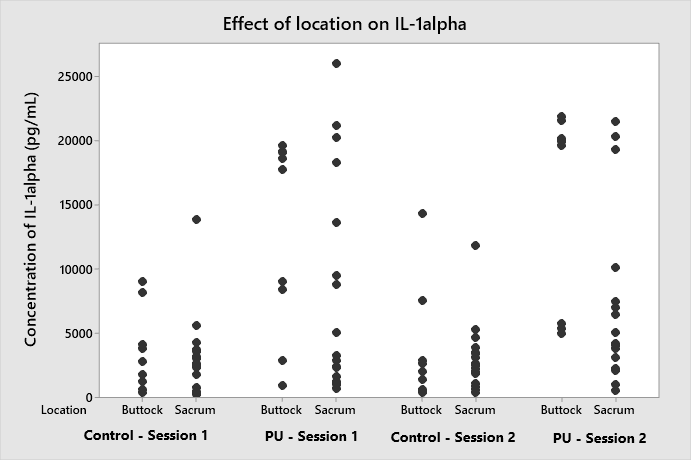 Effect of location on IL-1alpha
Concentration of IL-1alpha (pg/mL)
25000
20000
15000
10000
5000
0
Location Buttock Sacrum Buttock Sacrum Buttock Sacrum Buttock Sacrum
Control - Session 1 PU - Session 1 Control - Session 2 PU - Session 2